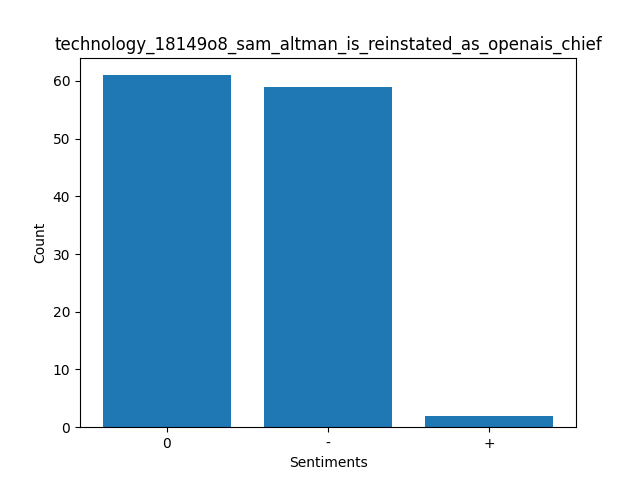 technology_18149o8_sam_altman_is_reinstated_as_openais_chief
60
50
40
30
20
10
0
Count
0 - +
Sentiments